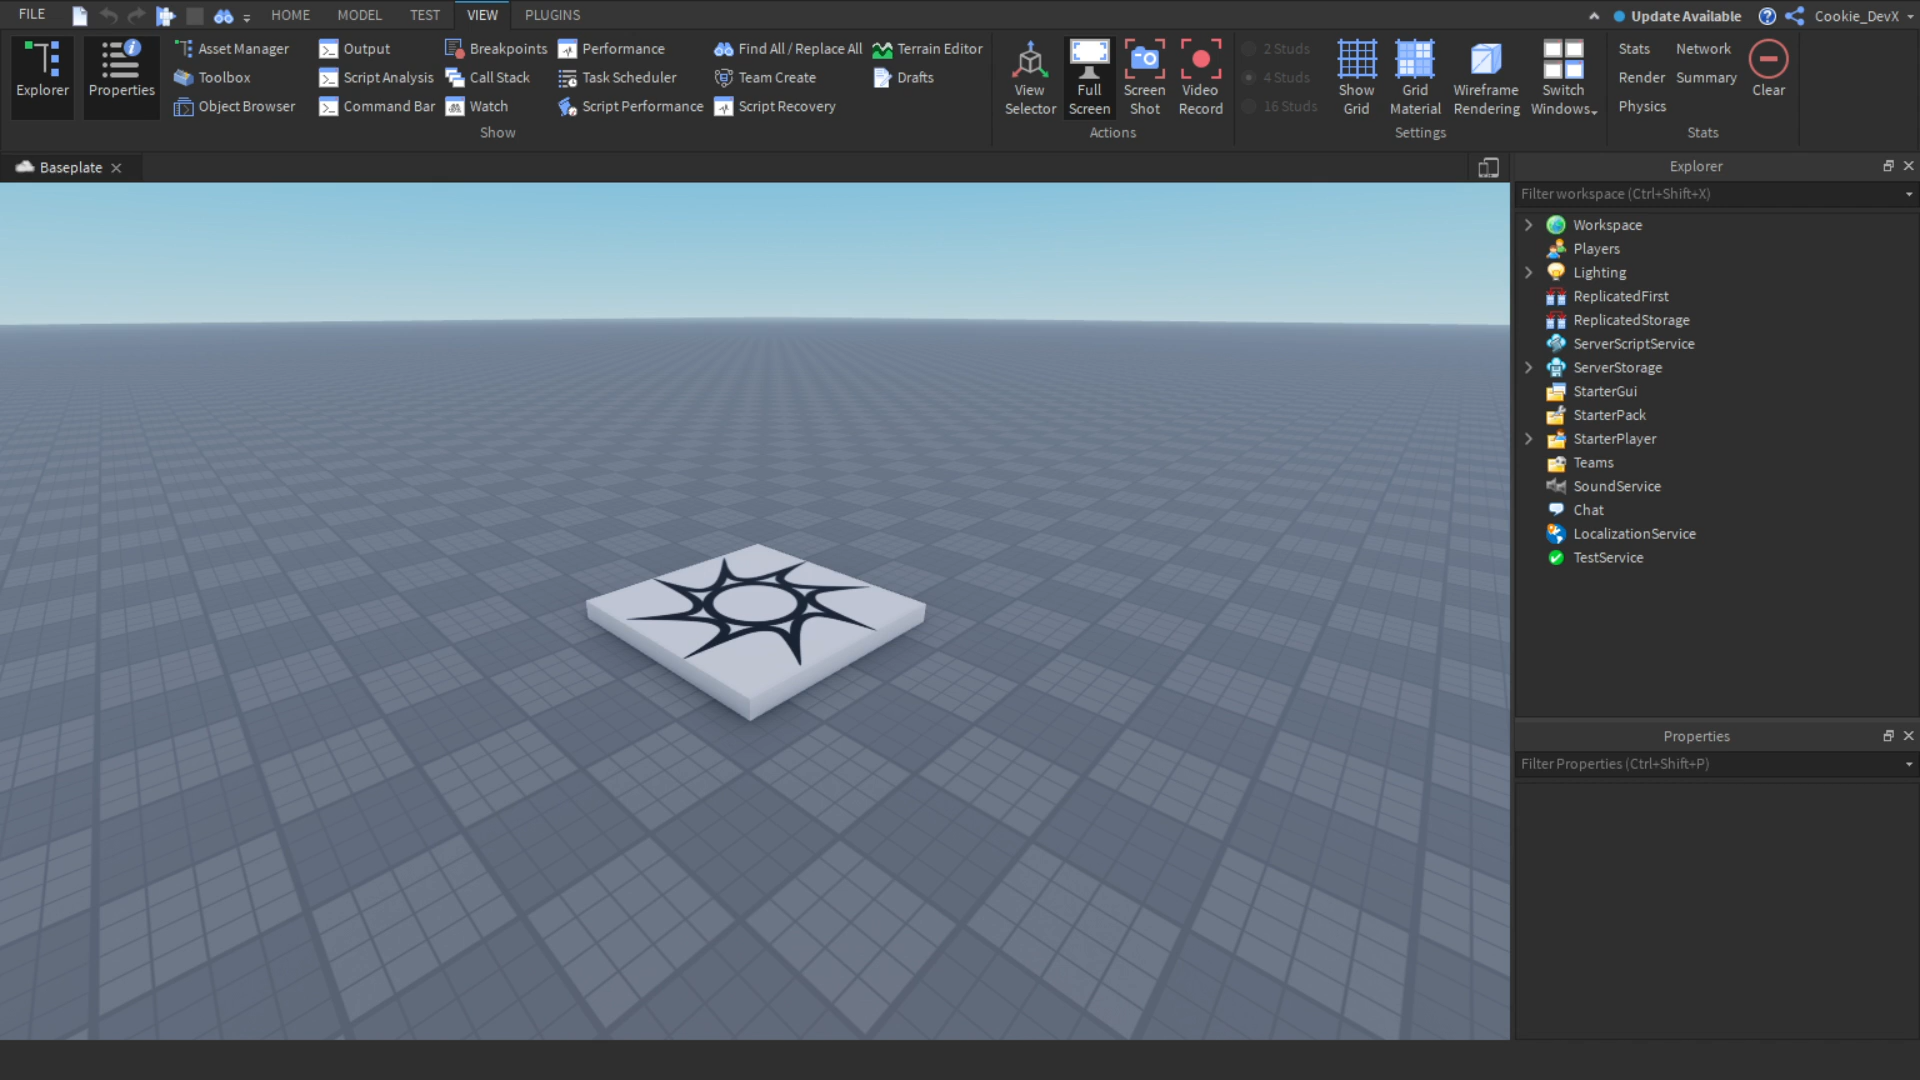 FILE HOME MODEL TEST VIEW PLUGINS Update Available Cookie_DevX
Explorer
Properties
Asset Manager
Toolbox
Object Browser
Output
Script Analysis
Command Bar
Breakpoints
Call Stack
Watch
Performance
Task Scheduler
Script Performance
Find All / Replace All
Team Create
Script Recovery
Terrain Editor
Drafts
Show
View
Selector
Full
Screen
Screen
Shot
Video
Record
Actions
2 Studs
4 Studs
16 Studs
Show
Grid
Grid
Material
Wireframe
Rendering
Switch
Windows
Settings
Stats
Render
Physics
Network
Summary
Clear
Stats
Baseplate
Explorer
Filter workspace (Ctrl+Shift+X)
Workspace
Players
Lighting
ReplicatedFirst
ReplicatedStorage
ServerScriptService
ServerStorage
StarterGui
StarterPack
StarterPlayer
Teams
SoundService
Chat
LocalizationService
TestService
Properties
Filter Properties (Ctrl+Shift+P)